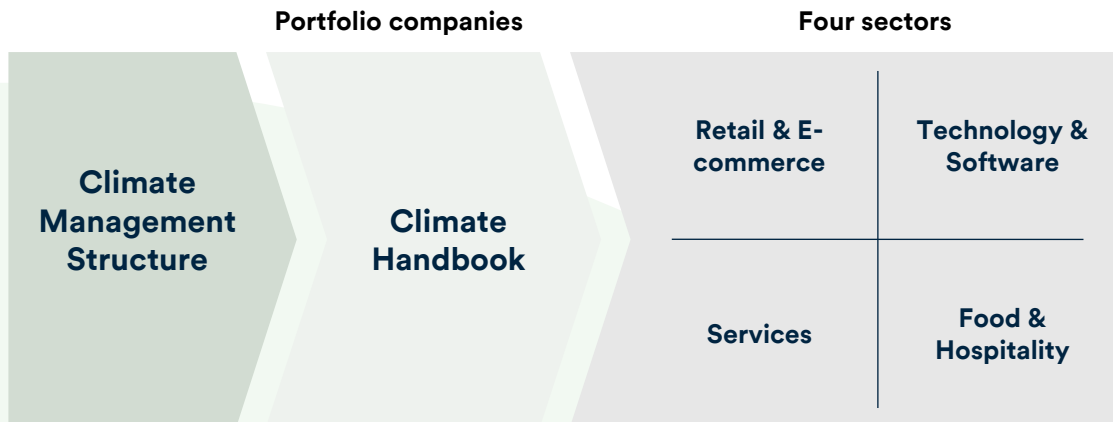 Portfolio companies
Four sectors
Climate
Management
Structure
Climate
Handbook
Retail & E-
commerce
Technology &
Software
Services
Food &
Hospitality